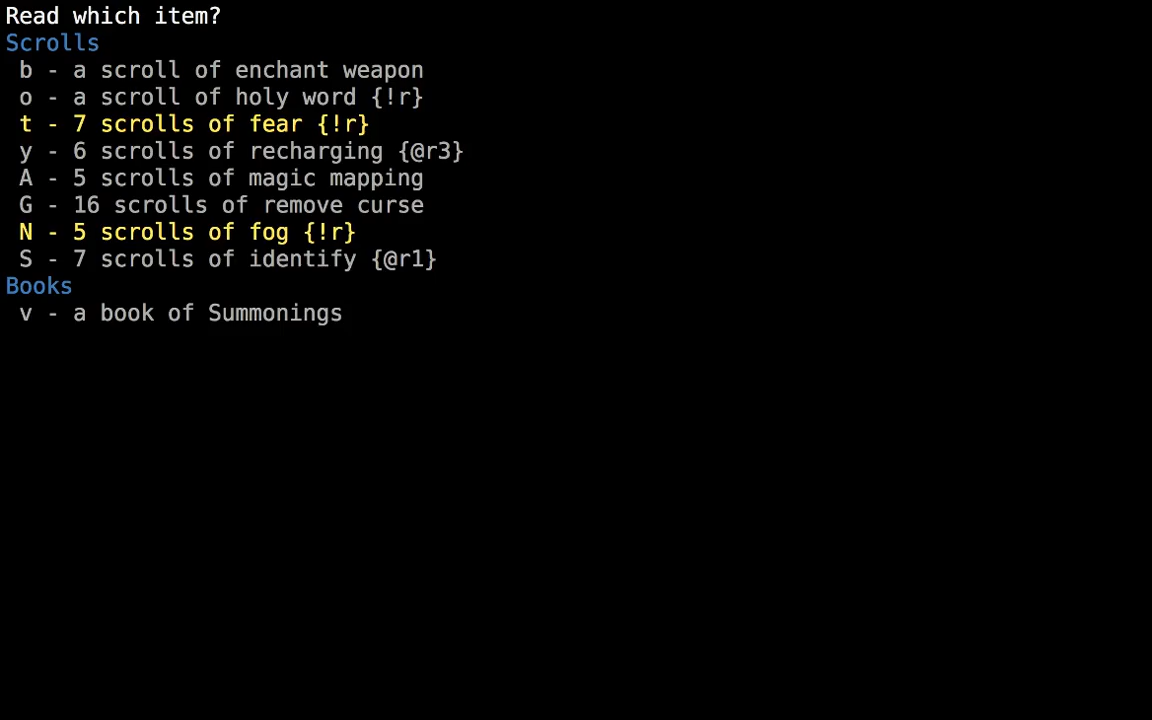 Read which item?
Scrolls
b - a scroll of enchant weapon
o - a scroll of holy word {!r}
t - 7 scrolls of fear {!r}
y - 6 scrolls of recharging {@r3}
A - 5 scrolls of magic mapping
G - 16 scrolls of remove curse
N - 5 scrolls of fog {!r}
S - 7 scrolls of identify {@r1}
Books
v - a book of Summonings